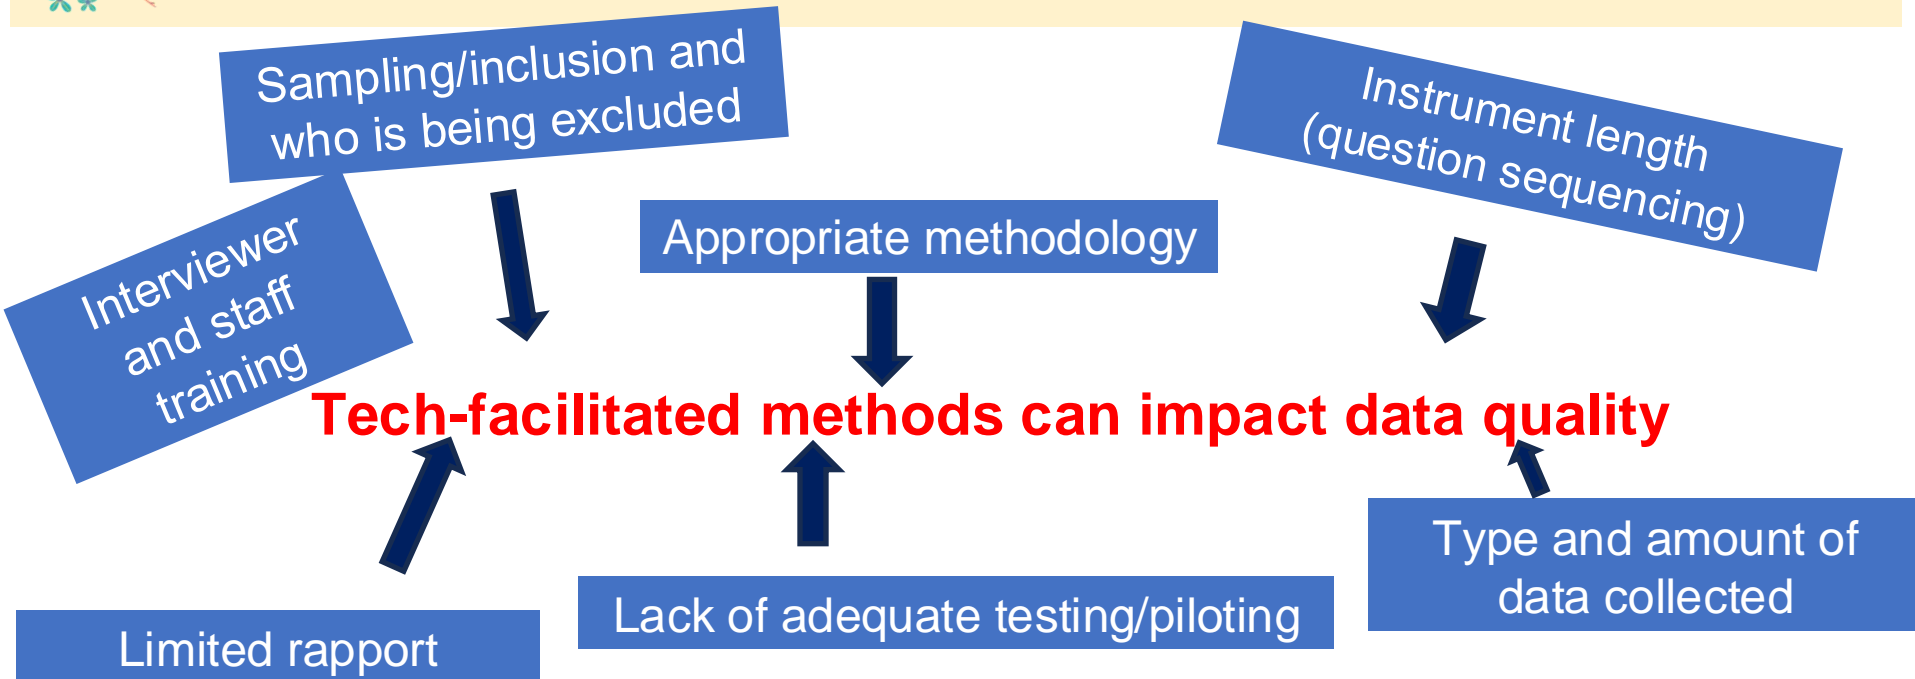 Sampling/inclusion and
who is being excluded
Instrument length
(question sequencing)
Interviewer
and staff
training
Appropriate methodology
Tech-facilitated methods can impact data quality
Limited rapport
Lack of adequate testing/piloting
Type and amount of
data collected